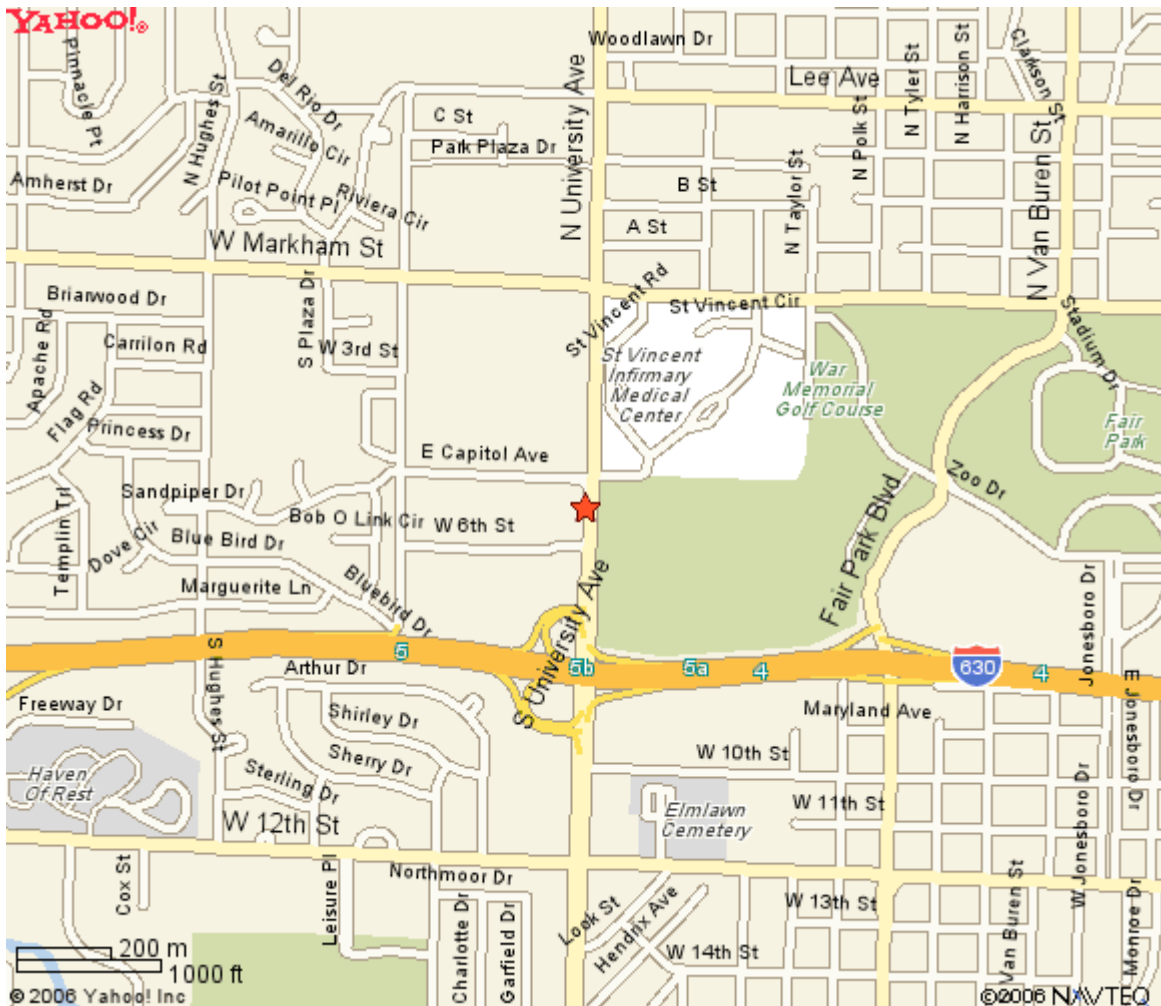 YAHOO!®
Woodlawn Dr
Pinnacle Pt
Del Rio Dr
N Hughes St
Lee Ave
N Tyler St
N Harrison St
Clarkson St
C St
Amarillo Cir
Park Plaza Dr
N University Ave
N Polk St
N Van Buren St
Amherst Dr
Pilot Point Pl
Riviera Cir
B St
N Taylor St
A St
W Markham St
S Plaza Dr
Briarwood Dr
St Vincent Rd
St Vincent Cir
Stadium Dr
Apache Rd
Carrilon Rd
W 3rd St
St Vincent
Infirmary
Medical
Center
War
Memorial
Golf Course
Flag Rd
Princess Dr
Fair
Park
E Capitol Ave
Zoo Dr
Sandpiper Dr
Templin Trl
Dove Cir
Bob O Link Cir
W 6th St
Blue Bird Dr
Fair Park Blvd
Marguerite Ln
Bluebird Dr
S University Ave
Jonesboro Dr
S Hughes St
5
5b
5a
4
630
4
Arthur Dr
E Jonesboro Dr
Freeway Dr
Shirley Dr
Maryland Ave
Sherry Dr
W 10th St
Haven
Of Rest
Sterling Dr
W 11th St
Elmlawn
Cemetery
W Jonesboro Dr
W 12th St
Northmoor Dr
Cox St
Leisure Pl
Look St
Hendrix Ave
W 13th St
Van Buren St
Monroe Dr
Charlotte Dr
Garfield Dr
W 14th St
200 m
1000 ft
© 2006 Yahoo! Inc
©2006 NAVTEQ